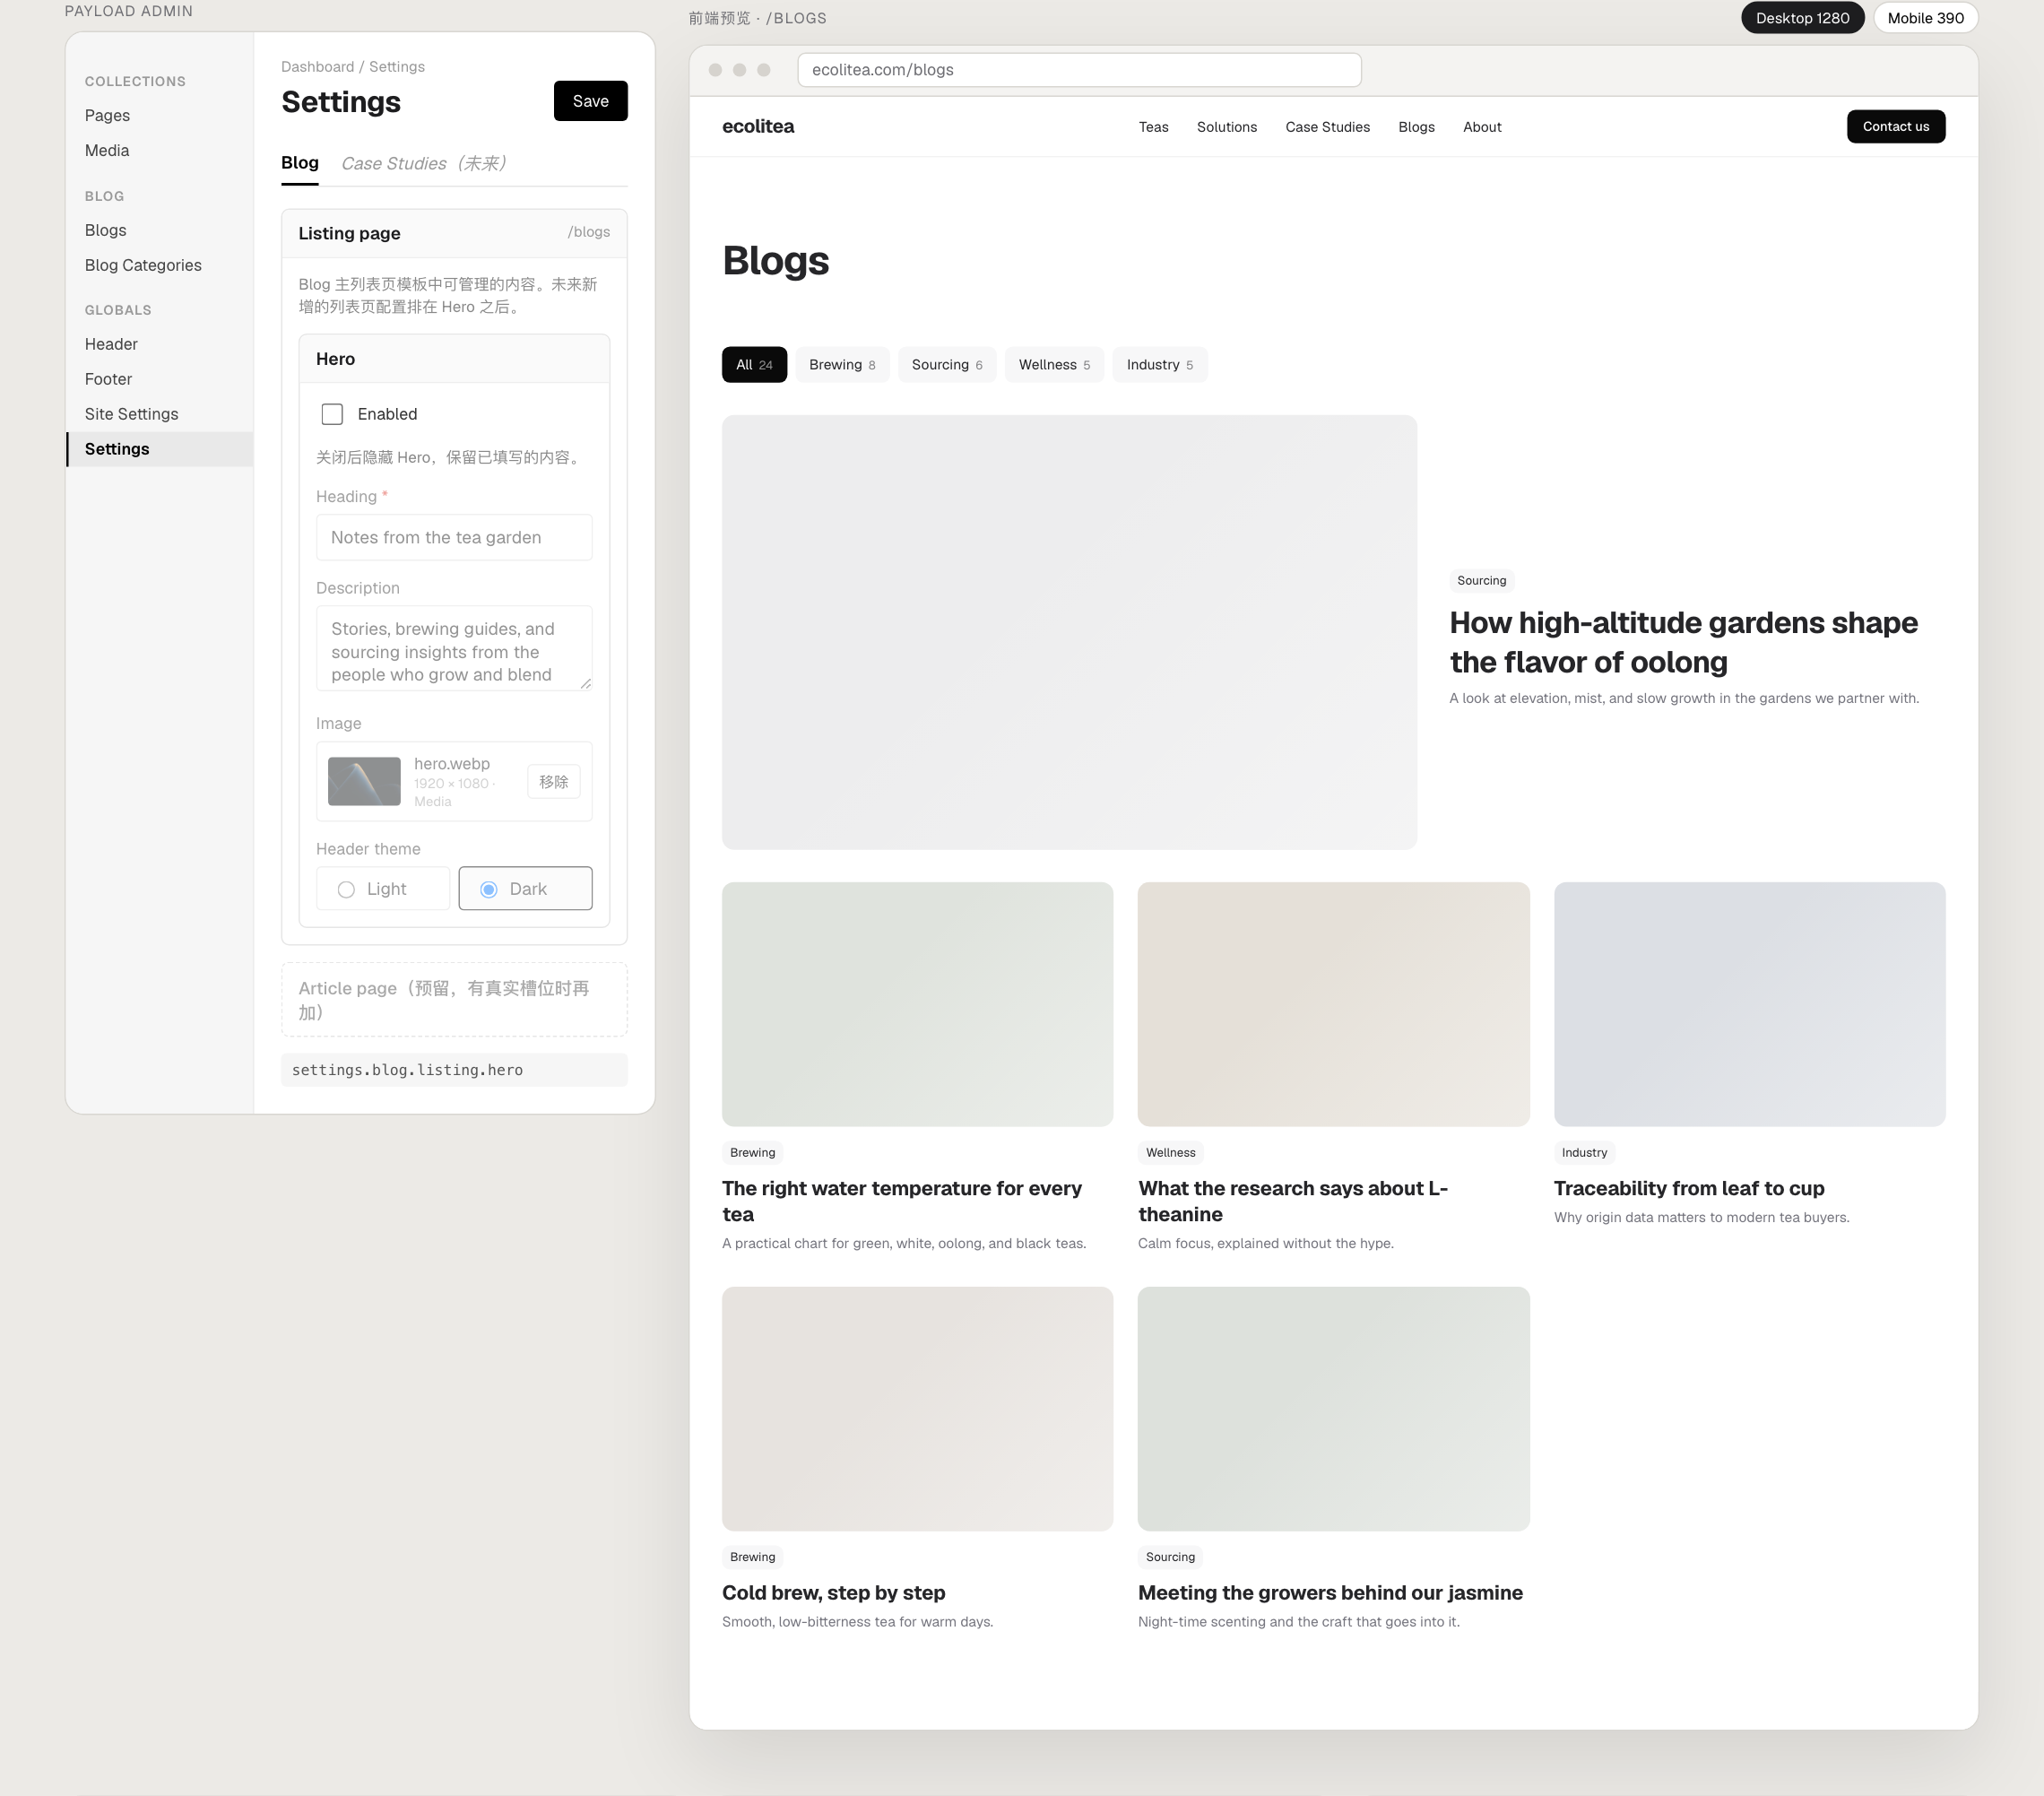 PAYLOAD ADMIN
COLLECTIONS
Pages
Media
BLOG
Blogs
Blog Categories
GLOBALS
Header
Footer
Site Settings
Settings
Dashboard / Settings
Settings
Save
Blog
Case Studies（未来）
Listing page
/blogs
Blog 主列表页模板中可管理的内容。未来新
增的列表页配置排在 Hero 之后。
Hero
Enabled
关闭后隐藏 Hero，保留已填写的内容。
Heading *
Notes from the tea garden
Description
Stories, brewing guides, and
sourcing insights from the
people who grow and blend
Image
hero.webp
1920 × 1080 ·
Media
移除
Header theme
Light
Dark
Article page（预留，有真实槽位时再
加）
settings.blog.listing.hero
前端预览 · /BLOGS
Desktop 1280
Mobile 390
ecolitea.com/blogs
ecolitea
Teas
Solutions
Case Studies
Blogs
About
Contact us
Blogs
All 24
Brewing 8
Sourcing 6
Wellness 5
Industry 5
Sourcing
How high-altitude gardens shape
the flavor of oolong
A look at elevation, mist, and slow growth in the gardens we partner with.
Brewing
The right water temperature for every
tea
A practical chart for green, white, oolong, and black teas.
Wellness
What the research says about L-
theanine
Calm focus, explained without the hype.
Industry
Traceability from leaf to cup
Why origin data matters to modern tea buyers.
Brewing
Cold brew, step by step
Smooth, low-bitterness tea for warm days.
Sourcing
Meeting the growers behind our jasmine
Night-time scenting and the craft that goes into it.